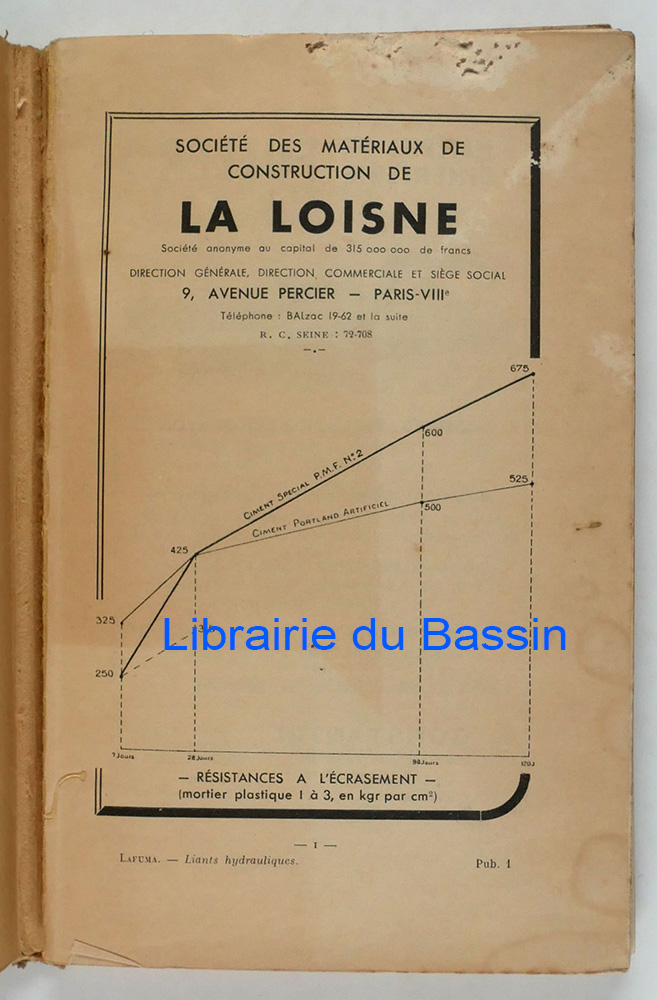 SOCIÉTÉ DES MATÉRIAUX DE
CONSTRUCTION DE
LA LOISNE
Société anonyme au capital de 315 000 000 de francs
DIRECTION GÉNÉRALE, DIRECTION COMMERCIALE ET SIÈGE SOCIAL
9, AVENUE PERCIER — PARIS-VIIIe
Téléphone : BALzac 19-62 et la suite
R. C. SEINE : 72-708
675
600
CIMENT SPECIAL P.M.F. No2
525
500
CIMENT PORTLAND ARTIFICIEL
425
325
Librairie du Bassin
250
7 Jours
28 Jours
90 Jours
120J
— RÉSISTANCES A L'ÉCRASEMENT —
(mortier plastique 1 à 3, en kgr par cm²)
— I —
LAFUMA. — Liants hydrauliques.
Pub. 1